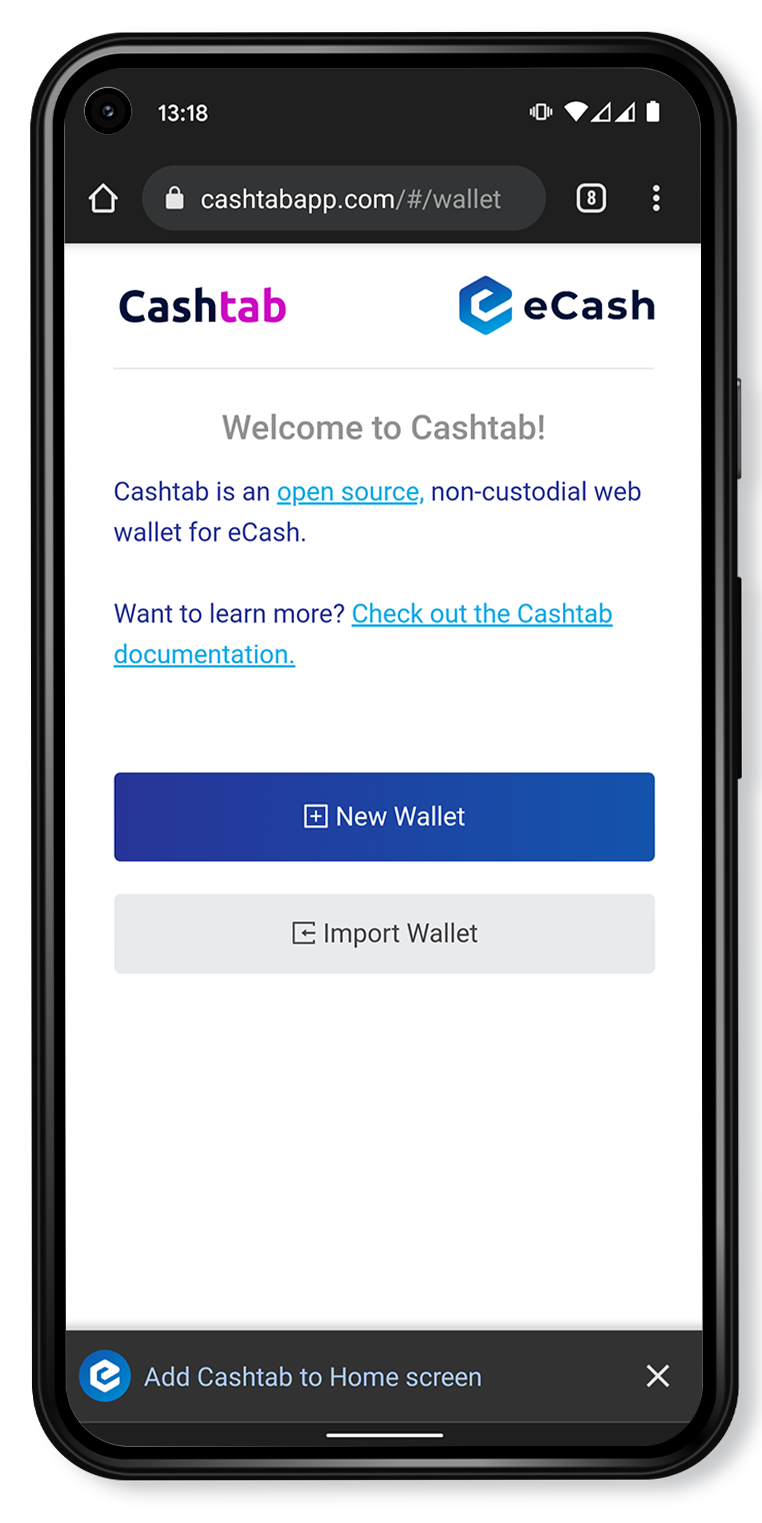 13:18
cashtabapp.com/#/wallet
8
Cashtab
eCash
Welcome to Cashtab!
Cashtab is an open source, non-custodial web
wallet for eCash.
Want to learn more? Check out the Cashtab
documentation.
New Wallet
Import Wallet
Add Cashtab to Home screen